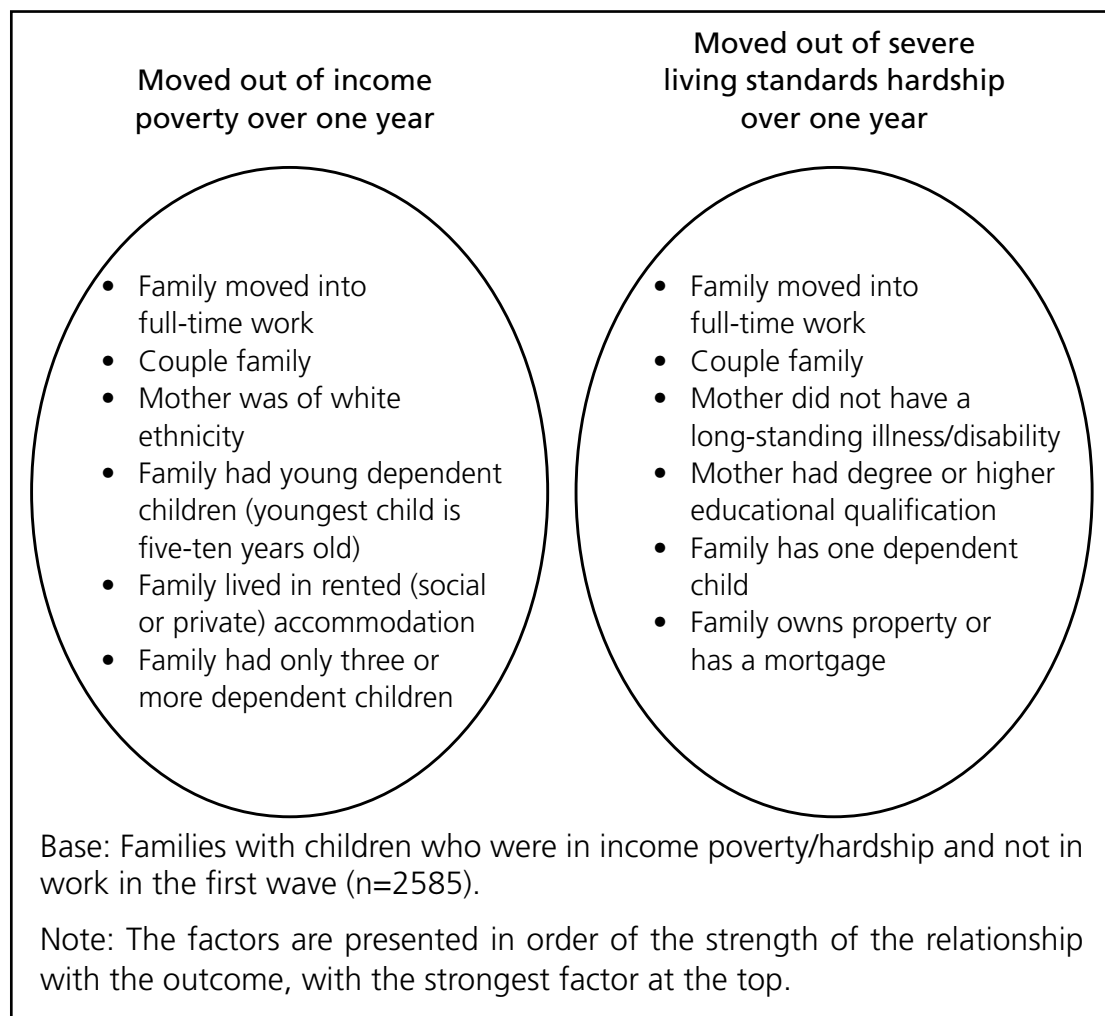 Moved out of income
poverty over one year
Moved out of severe
living standards hardship
over one year
• Family moved into
full-time work
• Couple family
• Mother was of white
ethnicity
• Family had young dependent
children (youngest child is
five-ten years old)
• Family lived in rented (social
or private) accommodation
• Family had only three or
more dependent children
• Family moved into
full-time work
• Couple family
• Mother did not have a
long-standing illness/disability
• Mother had degree or higher
educational qualification
• Family has one dependent
child
• Family owns property or
has a mortgage
Base: Families with children who were in income poverty/hardship and not in
work in the first wave (n=2585).
Note: The factors are presented in order of the strength of the relationship
with the outcome, with the strongest factor at the top.